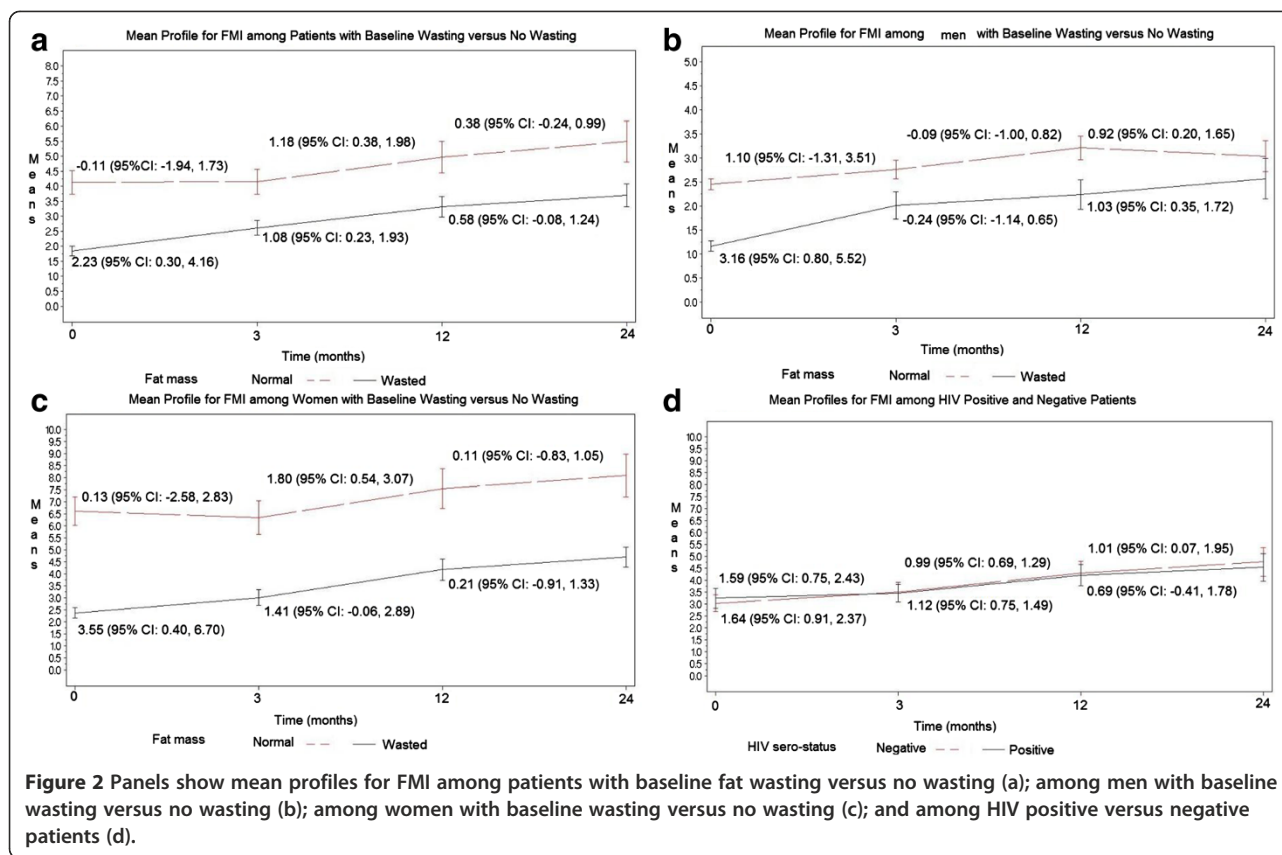 a
Mean Profile for FMI among Patients with Baseline Wasting versus No Wasting
8.0
7.5
7.0
6.5
6.0
5.5
5.0
4.5
4.0
3.5
3.0
2.5
2.0
1.5
1.0
0.5
0.0
Means
-0.11 (95%CI: -1.94, 1.73)
1.18 (95% CI: 0.38, 1.98)
0.38 (95% CI: -0.24, 0.99)
2.23 (95% CI: 0.30, 4.16)
1.08 (95% CI: 0.23, 1.93)
0.58 (95% CI: -0.08, 1.24)
0 3 12 24
Time (months)
Fat mass Normal Wasted
b
Mean Profile for FMI among men with Baseline Wasting versus No Wasting
5.0
4.5
4.0
3.5
3.0
2.5
2.0
1.5
1.0
0.5
0.0
Means
1.10 (95% CI: -1.31, 3.51)
-0.09 (95% CI: -1.00, 0.82)
0.92 (95% CI: 0.20, 1.65)
3.16 (95% CI: 0.80, 5.52)
-0.24 (95% CI: -1.14, 0.65)
1.03 (95% CI: 0.35, 1.72)
0 3 12 24
Time (months)
Fat mass Normal Wasted
c
Mean Profile for FMI among Women with Baseline Wasting versus No Wasting
10.0
9.5
9.0
8.5
8.0
7.5
7.0
6.5
6.0
5.5
5.0
4.5
4.0
3.5
3.0
2.5
2.0
1.5
1.0
0.5
0.0
Means
0.13 (95% CI: -2.58, 2.83)
1.80 (95% CI: 0.54, 3.07)
0.11 (95% CI: -0.83, 1.05)
3.55 (95% CI: 0.40, 6.70)
1.41 (95% CI: -0.06, 2.89)
0.21 (95% CI: -0.91, 1.33)
0 3 12 24
Time (months)
Fat mass Normal Wasted
d
Mean Profiles for FMI among HIV Positive and Negative Patients
10.0
9.5
9.0
8.5
8.0
7.5
7.0
6.5
6.0
5.5
5.0
4.5
4.0
3.5
3.0
2.5
2.0
1.5
1.0
0.5
0.0
Means
1.59 (95% CI: 0.75, 2.43)
0.99 (95% CI: 0.69, 1.29)
1.01 (95% CI: 0.07, 1.95)
1.64 (95% CI: 0.91, 2.37)
1.12 (95% CI: 0.75, 1.49)
0.69 (95% CI: -0.41, 1.78)
0 3 12 24
Time (months)
HIV sero-status Negative Positive
Figure 2 Panels show mean profiles for FMI among patients with baseline fat wasting versus no wasting (a); among men with baseline
wasting versus no wasting (b); among women with baseline wasting versus no wasting (c); and among HIV positive versus negative
patients (d).